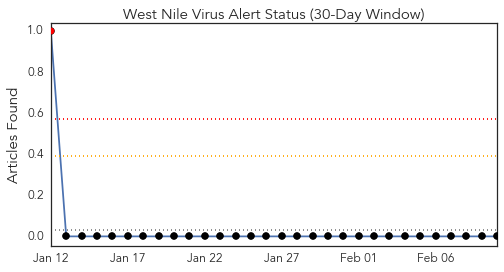 West Nile Virus Alert Status (30-Day Window)
Articles Found
1.0
0.8
0.6
0.4
0.2
0.0
Jan 12 Jan 17 Jan 22 Jan 27 Feb 01 Feb 06